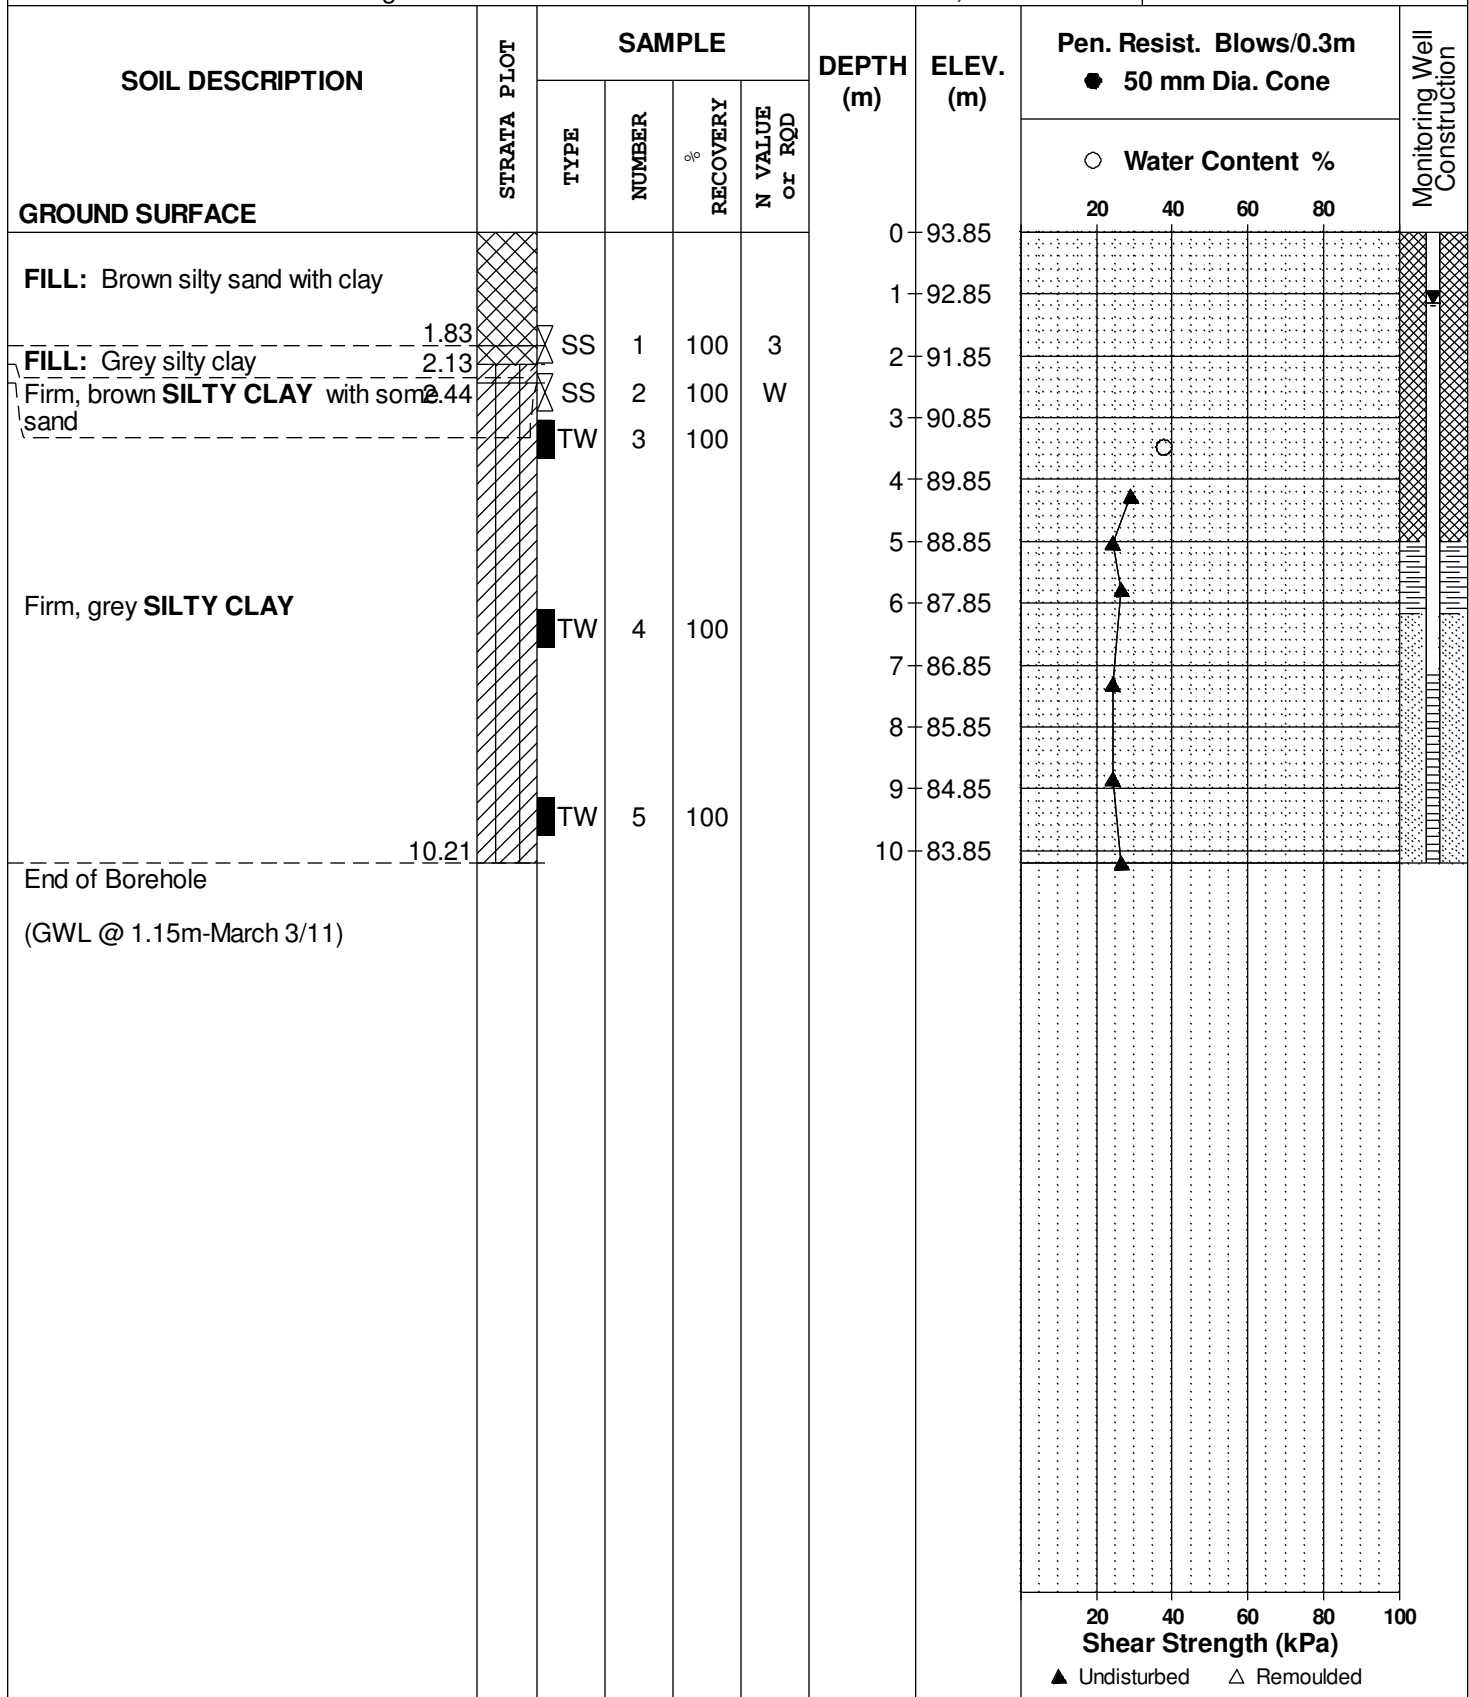 SOIL DESCRIPTION
GROUND SURFACE
STRATA PLOT
SAMPLE
TYPE
NUMBER
% RECOVERY
N VALUE or RQD
DEPTH (m)
ELEV. (m)
Pen. Resist. Blows/0.3m
● 50 mm Dia. Cone
○ Water Content %
20 40 60 80
Monitoring Well Construction
0 93.85
FILL: Brown silty sand with clay
1 92.85
1.83
SS 1 100 3
FILL: Grey silty clay
2.13
2 91.85
Firm, brown SILTY CLAY with some 2.44
sand
SS 2 100 W
3 90.85
TW 3 100
4 89.85
5 88.85
Firm, grey SILTY CLAY
6 87.85
TW 4 100
7 86.85
8 85.85
9 84.85
TW 5 100
10.21
10 83.85
End of Borehole
(GWL @ 1.15m-March 3/11)
20 40 60 80 100
Shear Strength (kPa)
▲ Undisturbed △ Remoulded